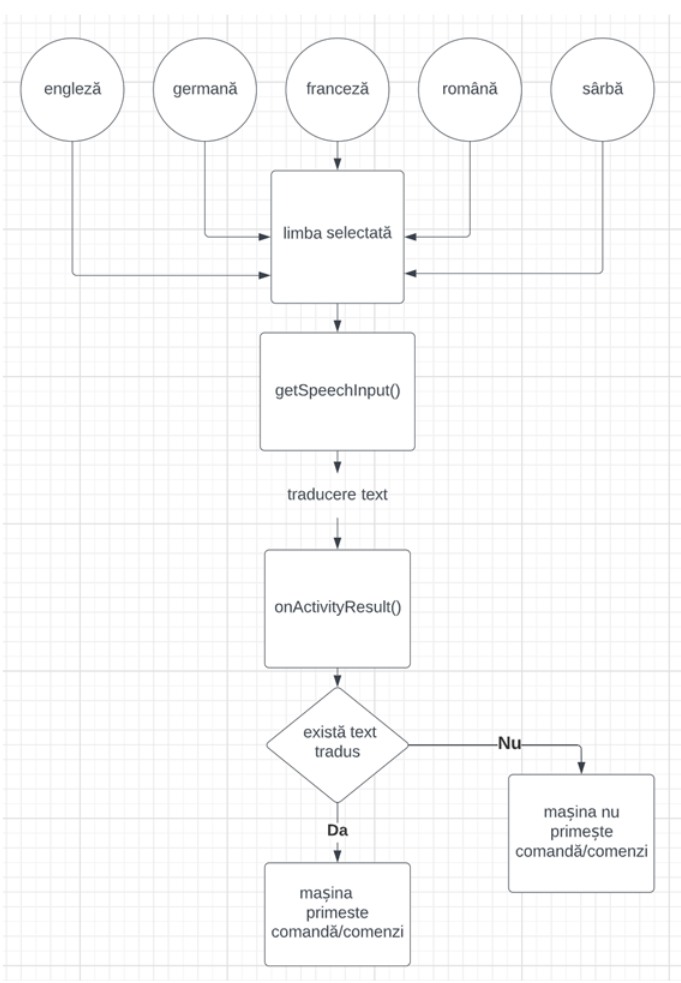 engleză
germană
franceză
română
sârbă
limba selectată
getSpeechInput()
traducere text
onActivityResult()
există text
tradus
Nu
mașina nu
primește
comandă/comenzi
Da
mașina
primeste
comandă/comenzi